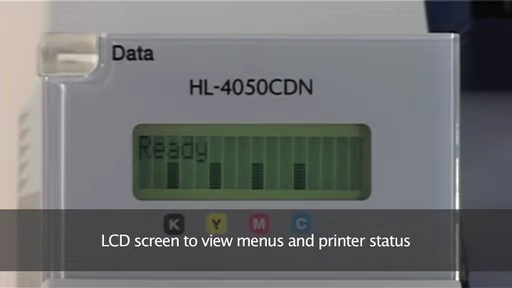 Data
HL-4050CDN
Ready
K Y M C
LCD screen to view menus and printer status